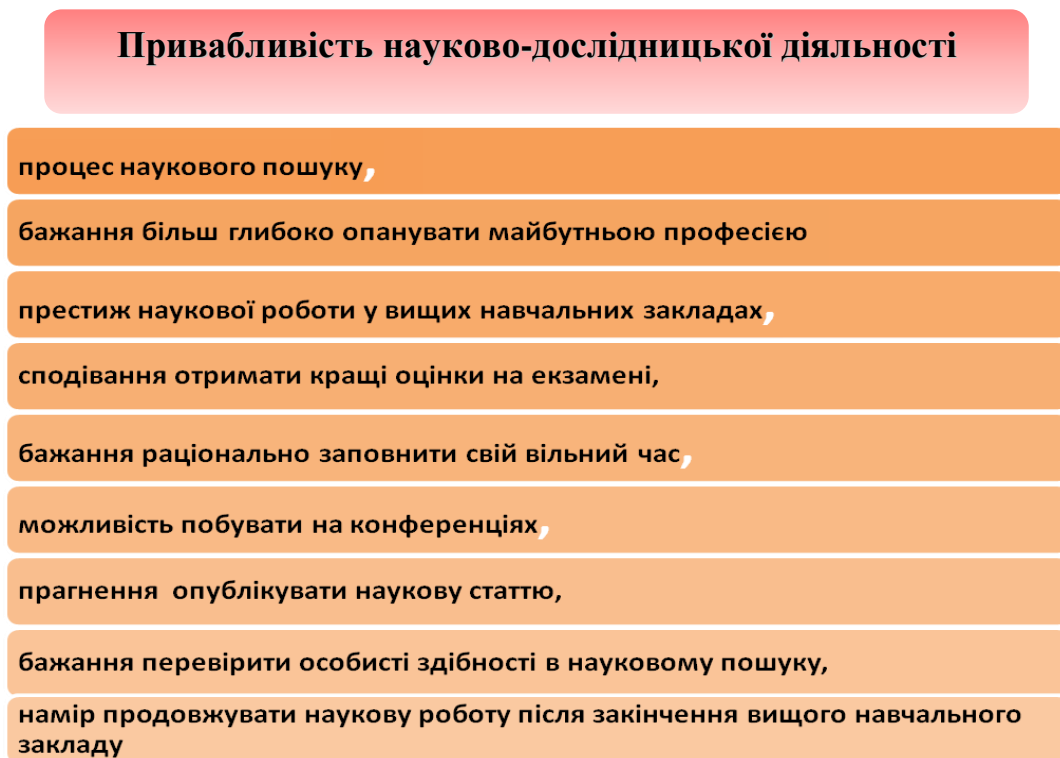 Привабливість науково-дослідницької діяльності
процес наукового пошуку,
бажання більш глибоко опанувати майбутньою професією
престиж наукової роботи у вищих навчальних закладах,
сподівання отримати кращі оцінки на екзамені,
бажання раціонально заповнити свій вільний час,
можливість побувати на конференціях,
прагнення опублікувати наукову статтю,
бажання перевірити особисті здібності в науковому пошуку,
намір продовжувати наукову роботу після закінчення вищого навчального
закладу